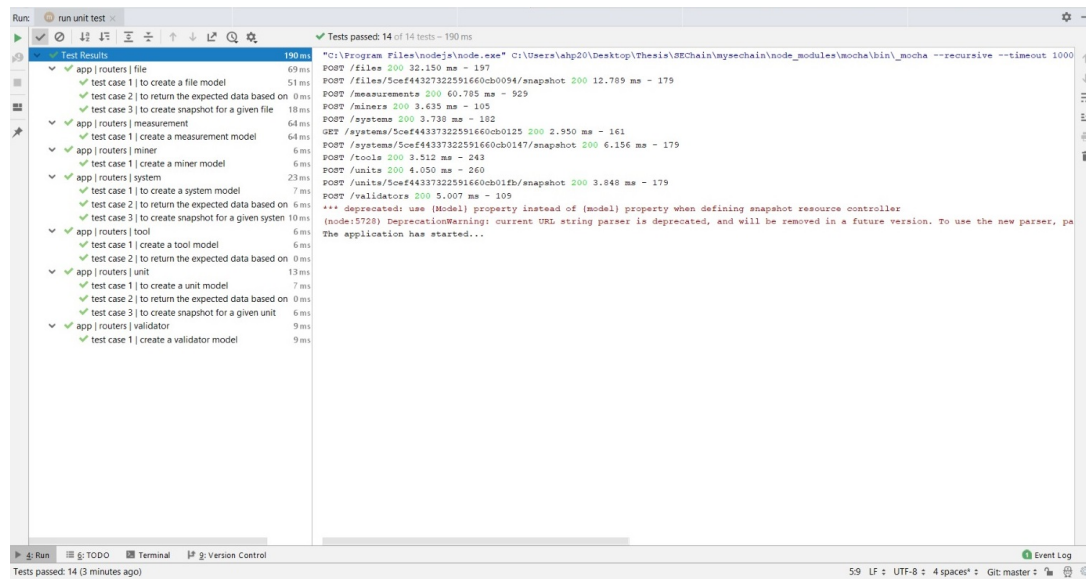 Run: run unit test ×
Tests passed: 14 of 14 tests – 190 ms
Test Results 190 ms
app | routers | file 69 ms
test case 1 | to create a file model 51 ms
test case 2 | to return the expected data based on 0 ms
test case 3 | to create snapshot for a given file 18 ms
app | routers | measurement 64 ms
test case 1 | create a measurement model 64 ms
app | routers | miner 6 ms
test case 1 | create a miner model 6 ms
app | routers | system 23 ms
test case 1 | to create a system model 7 ms
test case 2 | to return the expected data based on 6 ms
test case 3 | to create snapshot for a given systen 10 ms
app | routers | tool 6 ms
test case 1 | create a tool model 6 ms
test case 2 | to return the expected data based on 0 ms
app | routers | unit 13 ms
test case 1 | to create a unit model 7 ms
test case 2 | to return the expected data based on 0 ms
test case 3 | to create snapshot for a given unit 6 ms
app | routers | validator 9 ms
test case 1 | create a validator model 9 ms
"C:\Program Files\nodejs\node.exe" C:\Users\ahp20\Desktop\Thesis\SEChain\mysechain\node_modules\mocha\bin\_mocha --recursive --timeout 1000
POST /files 200 32.150 ms - 197
POST /files/5cef44327322591660cb0094/snapshot 200 12.789 ms - 179
POST /measurements 200 60.785 ms - 929
POST /miners 200 3.635 ms - 105
POST /systems 200 3.738 ms - 182
GET /systems/5cef44337322591660cb0125 200 2.950 ms - 161
POST /systems/5cef44337322591660cb0147/snapshot 200 6.156 ms - 179
POST /tools 200 3.512 ms - 243
POST /units 200 4.050 ms - 260
POST /units/5cef44337322591660cb01fb/snapshot 200 3.848 ms - 179
POST /validators 200 5.007 ms - 109
*** deprecated: use {Model} property instead of {model} property when defining snapshot resource controller
(node:5728) DeprecationWarning: current URL string parser is deprecated, and will be removed in a future version. To use the new parser, pa
The application has started...
4: Run 6: TODO Terminal 9: Version Control 1 Event Log
Tests passed: 14 (3 minutes ago) 5:9 LF UTF-8 4 spaces* Git: master